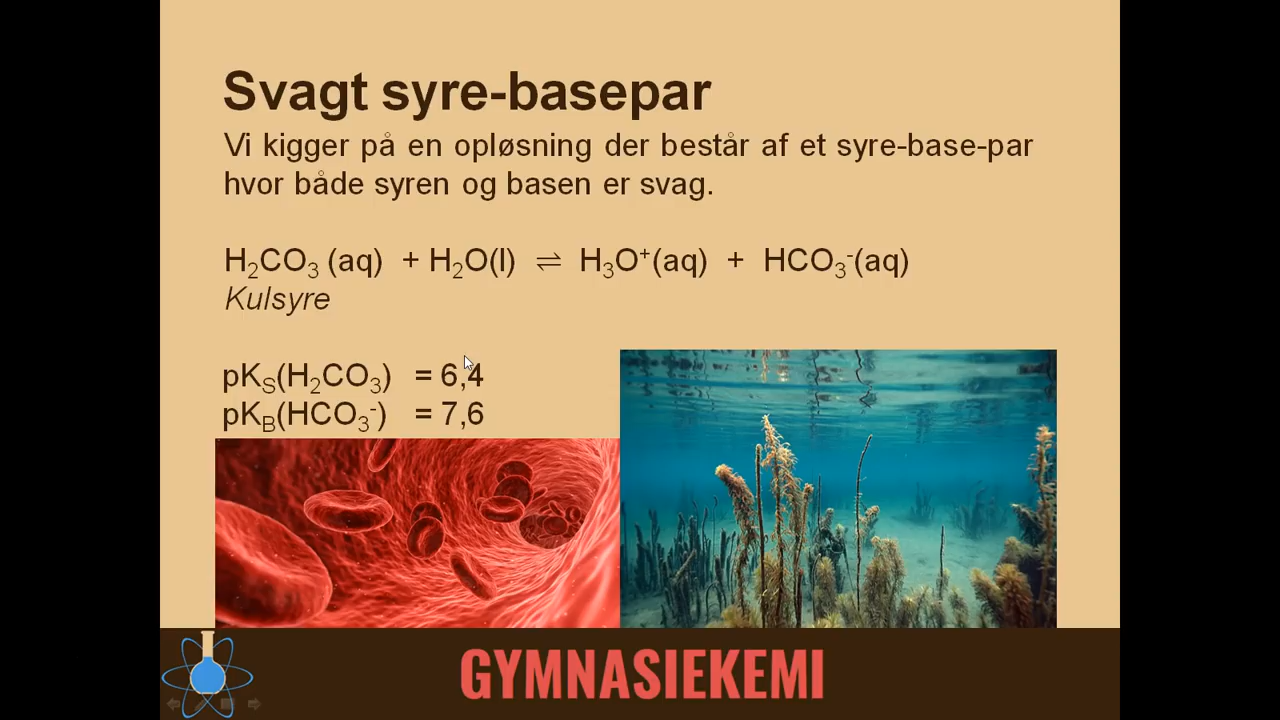 Svagt syre-basepar
Vi kigger på en opløsning der består af et syre-base-par
hvor både syren og basen er svag.
H₂CO₃ (aq) + H₂O(l) ⇌ H₃O⁺(aq) + HCO₃⁻(aq)
Kulsyre
pKS(H₂CO₃) = 6,4
pKB(HCO₃⁻) = 7,6
GYMNASIEKEMI